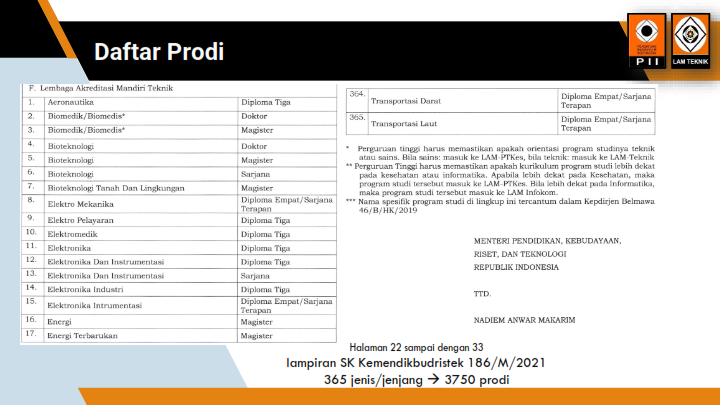 Daftar Prodi
PII
LAM TEKNIK
F. Lembaga Akreditasi Mandiri Teknik
1. Aeronautika Diploma Tiga
2. Biomedik/Biomedis* Doktor
3. Biomedik/Biomedis* Magister
4. Bioteknologi Doktor
5. Bioteknologi Magister
6. Bioteknologi Sarjana
7. Bioteknologi Tanah Dan Lingkungan Magister
8. Elektro Mekanika Diploma Empat/Sarjana
Terapan
9. Elektro Pelayaran Diploma Tiga
10. Elektromedik Diploma Tiga
11. Elektronika Diploma Tiga
12. Elektronika Dan Instrumentasi Diploma Tiga
13. Elektronika Dan Instrumentasi Sarjana
14. Elektronika Industri Diploma Tiga
15. Elektronika Intrumentasi Diploma Empat/Sarjana
Terapan
16. Energi Magister
17. Energi Terbarukan Magister
364. Transportasi Darat Diploma Empat/Sarjana
Terapan
365. Transportasi Laut Diploma Empat/Sarjana
Terapan
* Perguruan tinggi harus memastikan apakah orientasi program studinya teknik
atau sains. Bila sains: masuk ke LAM-PTKes, bila teknik: masuk ke LAM-Teknik
** Perguruan Tinggi harus memastikan apakah kurikulum program studi lebih dekat
pada kesehatan atau informatika. Apabila lebih dekat pada Kesehatan, maka
program studi tersebut masuk ke LAM-PTKes. Bila lebih dekat pada Informatika,
maka program studi tersebut masuk ke LAM Infokom.
*** Nama spesifik program studi di lingkup ini tercantum dalam Kepdirjen Belmawa
46/B/HK/2019
MENTERI PENDIDIKAN, KEBUDAYAAN,
RISET, DAN TEKNOLOGI
REPUBLIK INDONESIA
TTD.
NADIEM ANWAR MAKARIM
Halaman 22 sampai dengan 33
lampiran SK Kemendikbudristek 186/M/2021
365 jenis/jenjang → 3750 prodi